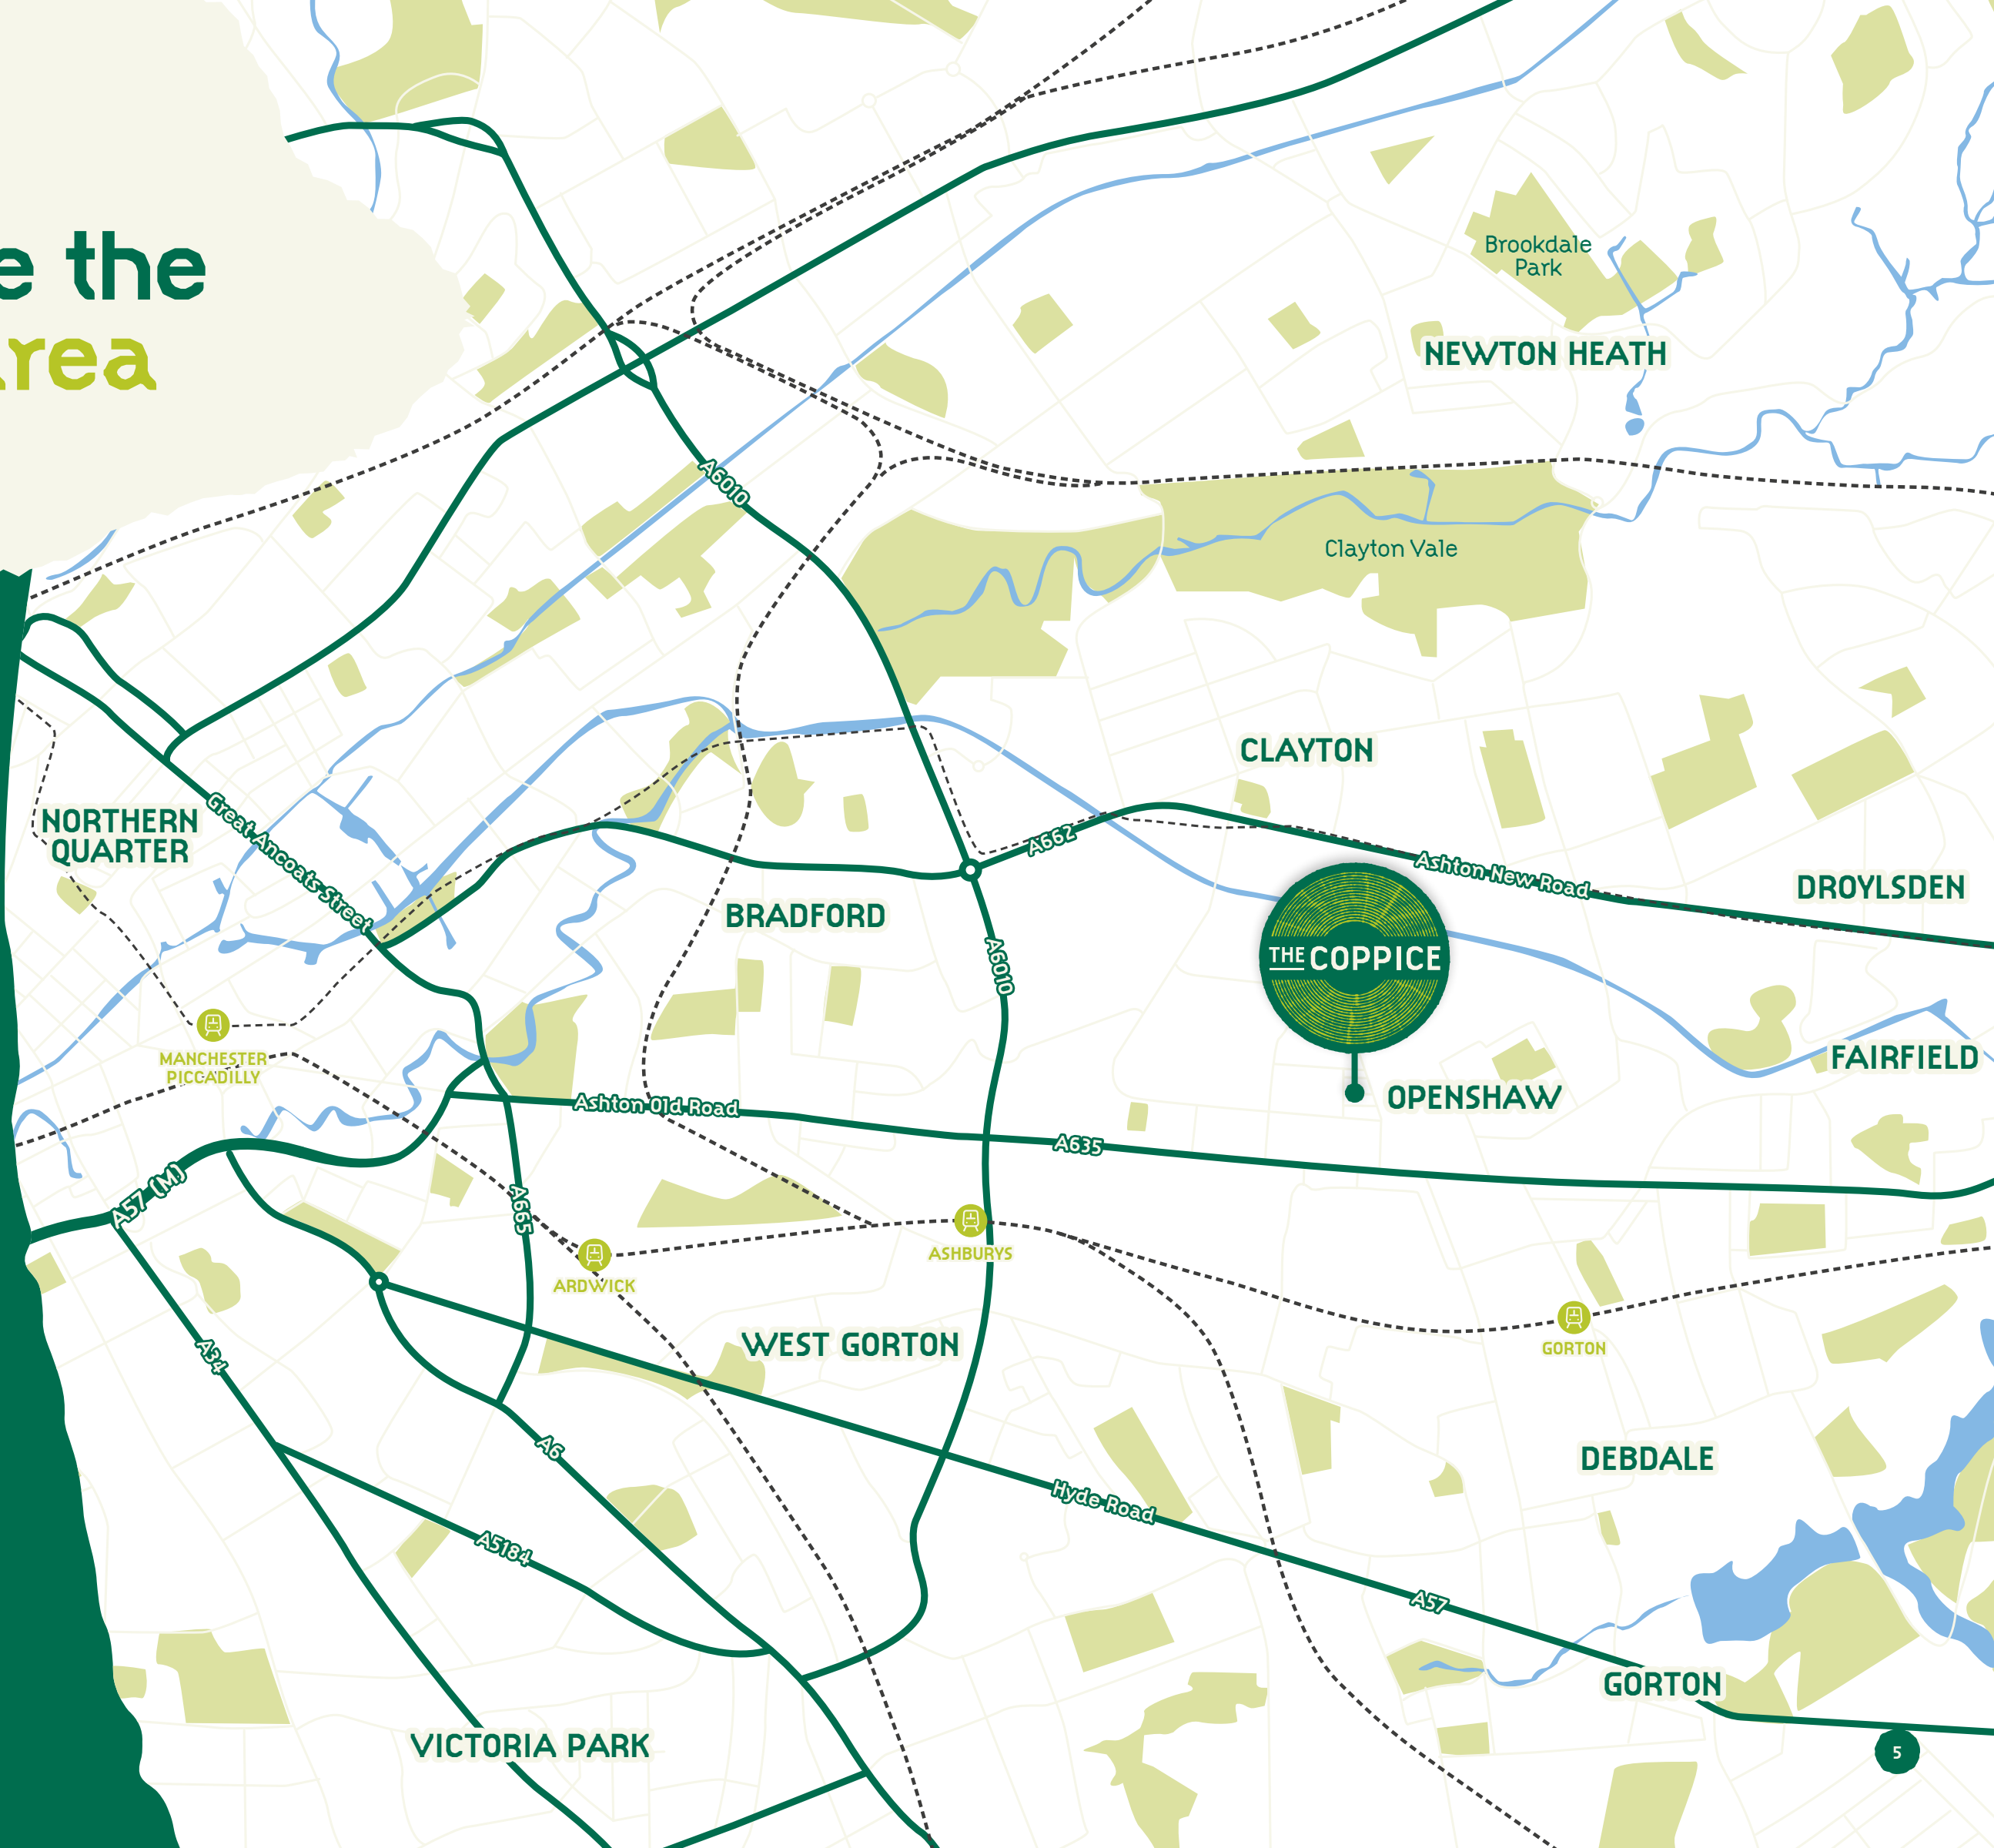 e the
rea
Brookdale
Park
NEWTON HEATH
A6010
Clayton Vale
CLAYTON
NORTHERN
QUARTER
Great Ancoats Street
A662
Ashton New Road
DROYLSDEN
BRADFORD
A6010
THE COPPICE
MANCHESTER
PICCADILLY
FAIRFIELD
OPENSHAW
Ashton Old Road
A635
A57 (M)
A665
ASHBURYS
ARDWICK
GORTON
A34
WEST GORTON
A6
DEBDALE
Hyde Road
A5184
A57
GORTON
VICTORIA PARK
5